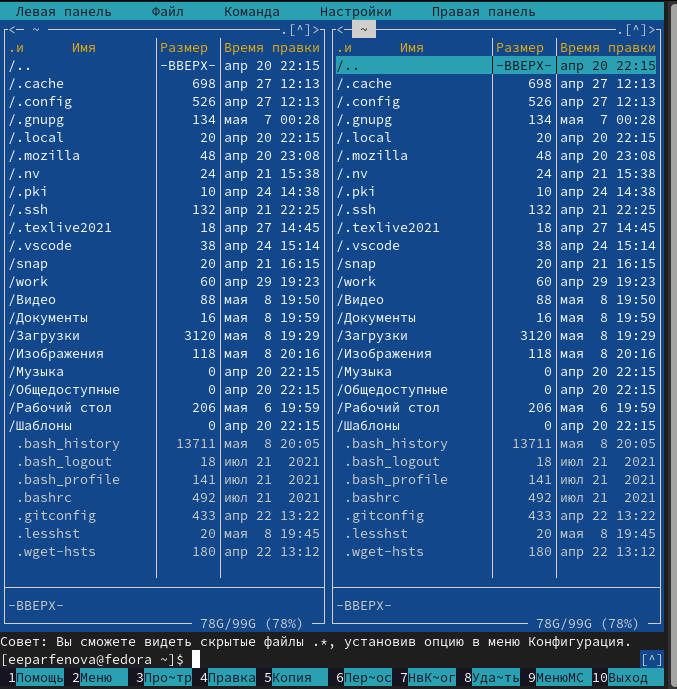 Левая панель Файл Команда Настройки Правая панель
<─ ~ .[^]> <─ ~ .[^]>
.и Имя Размер Время правки .и Имя Размер Время правки
/.. -ВВЕРХ- апр 20 22:15 /.. -ВВЕРХ- апр 20 22:15
/.cache 698 апр 27 12:13 /.cache 698 апр 27 12:13
/.config 526 апр 27 12:13 /.config 526 апр 27 12:13
/.gnupg 134 мая 7 00:28 /.gnupg 134 мая 7 00:28
/.local 20 апр 20 22:15 /.local 20 апр 20 22:15
/.mozilla 48 апр 20 23:08 /.mozilla 48 апр 20 23:08
/.nv 24 апр 21 15:38 /.nv 24 апр 21 15:38
/.pki 10 апр 24 14:38 /.pki 10 апр 24 14:38
/.ssh 132 апр 21 22:25 /.ssh 132 апр 21 22:25
/.texlive2021 18 апр 27 14:45 /.texlive2021 18 апр 27 14:45
/.vscode 38 апр 24 15:14 /.vscode 38 апр 24 15:14
/snap 20 апр 21 16:15 /snap 20 апр 21 16:15
/work 60 апр 29 19:23 /work 60 апр 29 19:23
/Видео 88 мая 8 19:50 /Видео 88 мая 8 19:50
/Документы 16 мая 8 19:59 /Документы 16 мая 8 19:59
/Загрузки 3120 мая 8 19:29 /Загрузки 3120 мая 8 19:29
/Изображения 118 мая 8 20:16 /Изображения 118 мая 8 20:16
/Музыка 0 апр 20 22:15 /Музыка 0 апр 20 22:15
/Общедоступные 0 апр 20 22:15 /Общедоступные 0 апр 20 22:15
/Рабочий стол 206 мая 6 19:59 /Рабочий стол 206 мая 6 19:59
/Шаблоны 0 апр 20 22:15 /Шаблоны 0 апр 20 22:15
.bash_history 13711 мая 8 20:05 .bash_history 13711 мая 8 20:05
.bash_logout 18 июл 21 2021 .bash_logout 18 июл 21 2021
.bash_profile 141 июл 21 2021 .bash_profile 141 июл 21 2021
.bashrc 492 июл 21 2021 .bashrc 492 июл 21 2021
.gitconfig 433 апр 22 13:22 .gitconfig 433 апр 22 13:22
.lesshst 20 мая 8 19:45 .lesshst 20 мая 8 19:45
.wget-hsts 180 апр 22 13:12 .wget-hsts 180 апр 22 13:12
-ВВЕРХ- -ВВЕРХ-
78G/99G (78%) 78G/99G (78%)
Совет: Вы сможете видеть скрытые файлы .*, установив опцию в меню Конфигурация.
[eeparfenova@fedora ~]$ [^]
1Помощь 2Меню 3Про~тр 4Правка 5Копия 6Пер~ос 7НвК~ог 8Уда~ть 9МенюMC 10Выход